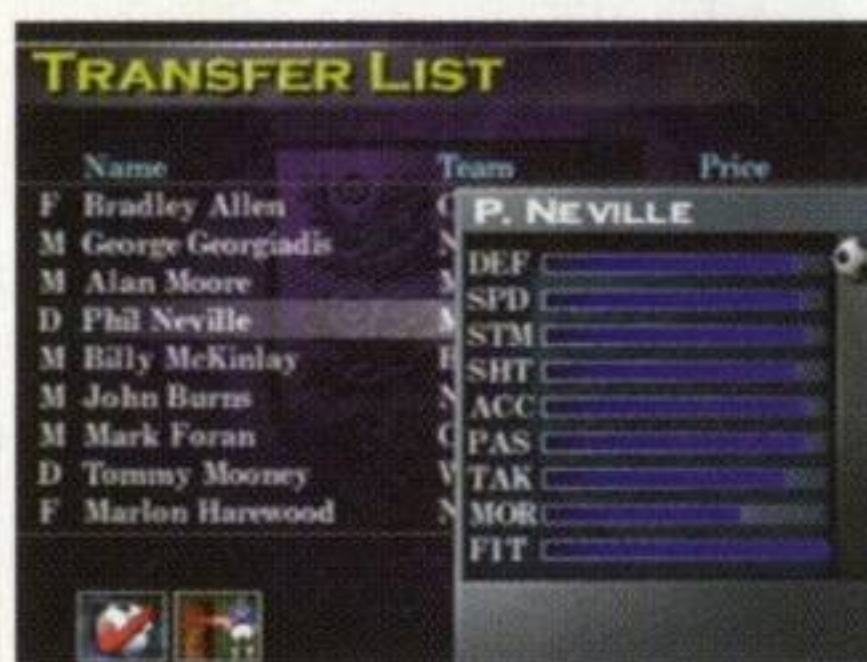 TRANSFER LIST
Name Team Price
F Bradley Allen
M George Georgiadis
M Alan Moore
D Phil Neville
M Billy McKinlay
M John Burns
M Mark Foran
D Tommy Mooney
F Marlon Harewood
P. NEVILLE
DEF
SPD
STM
SHT
ACC
PAS
TAK
MOR
FIT